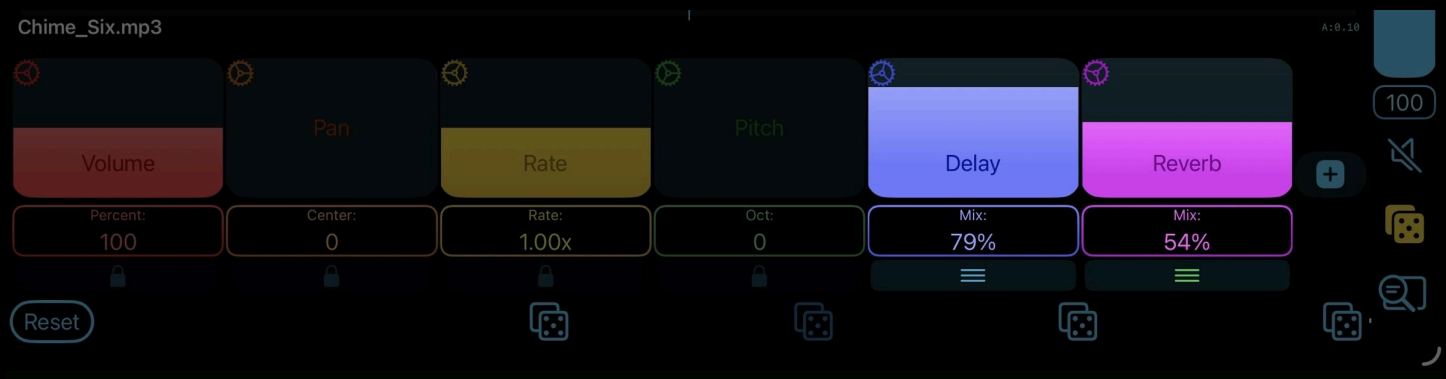 Chime_Six.mp3
A:0.10
100
Volume
Pan
Rate
Pitch
Delay
Reverb
Percent:
100
Center:
0
Rate:
1.00x
Oct:
0
Mix:
79%
Mix:
54%
Reset